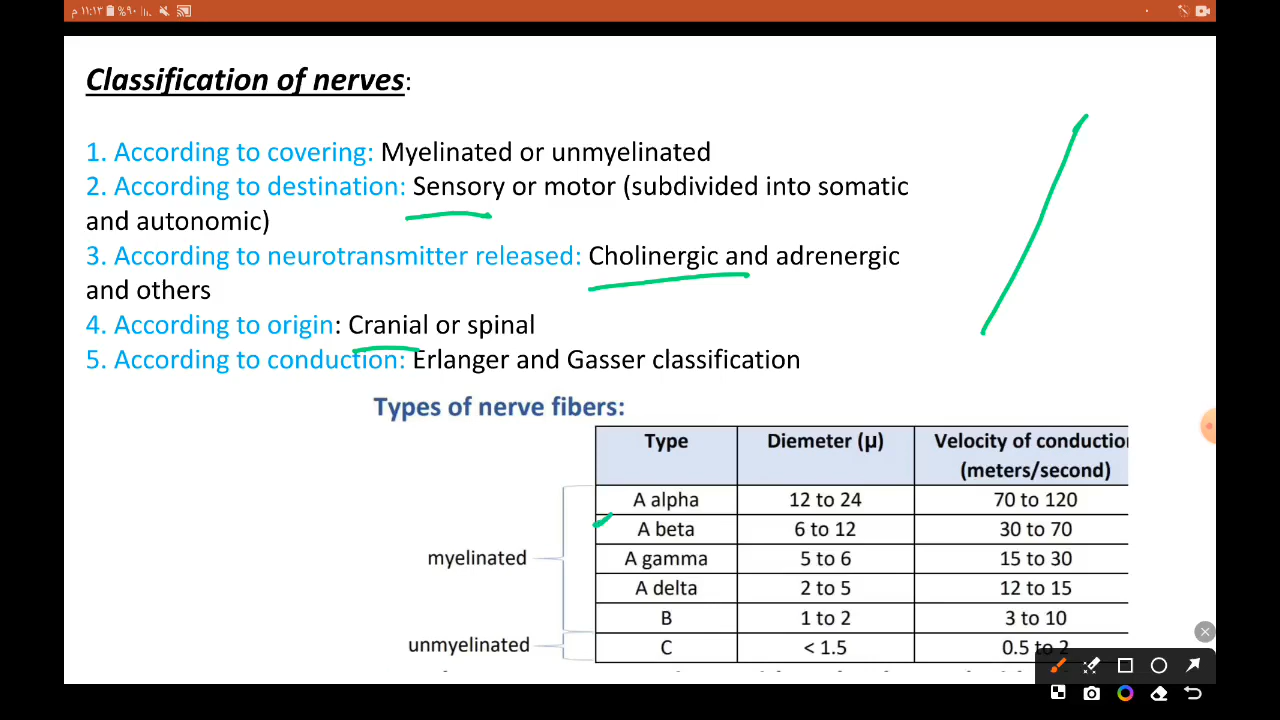 م ١١:١٣ %٩٠
Classification of nerves:
1. According to covering: Myelinated or unmyelinated
2. According to destination: Sensory or motor (subdivided into somatic
and autonomic)
3. According to neurotransmitter released: Cholinergic and adrenergic
and others
4. According to origin: Cranial or spinal
5. According to conduction: Erlanger and Gasser classification
Types of nerve fibers:
Type Diemeter (μ) Velocity of conductio
(meters/second)
A alpha 12 to 24 70 to 120
A beta 6 to 12 30 to 70
myelinated
A gamma 5 to 6 15 to 30
A delta 2 to 5 12 to 15
B 1 to 2 3 to 10
unmyelinated
C < 1.5 0.5 to 2